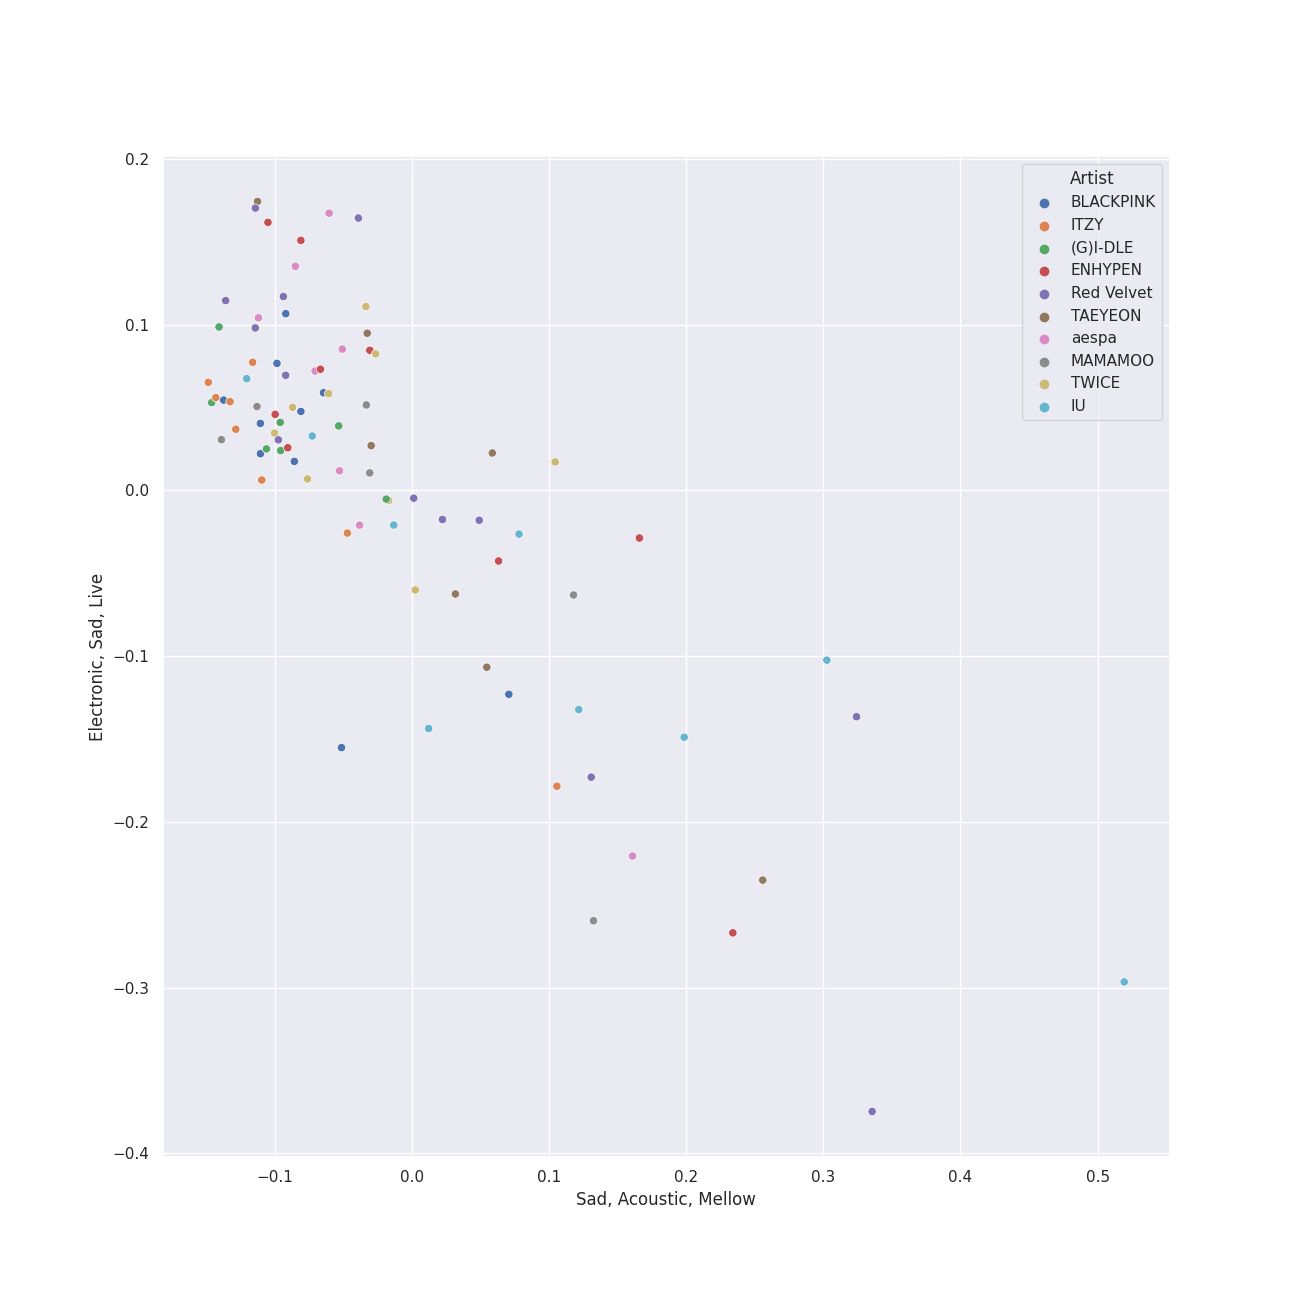 0.2
0.1
0.0
−0.1
−0.2
−0.3
−0.4
Electronic, Sad, Live
Artist
BLACKPINK
ITZY
(G)I-DLE
ENHYPEN
Red Velvet
TAEYEON
aespa
MAMAMOO
TWICE
IU
−0.1 0.0 0.1 0.2 0.3 0.4 0.5
Sad, Acoustic, Mellow